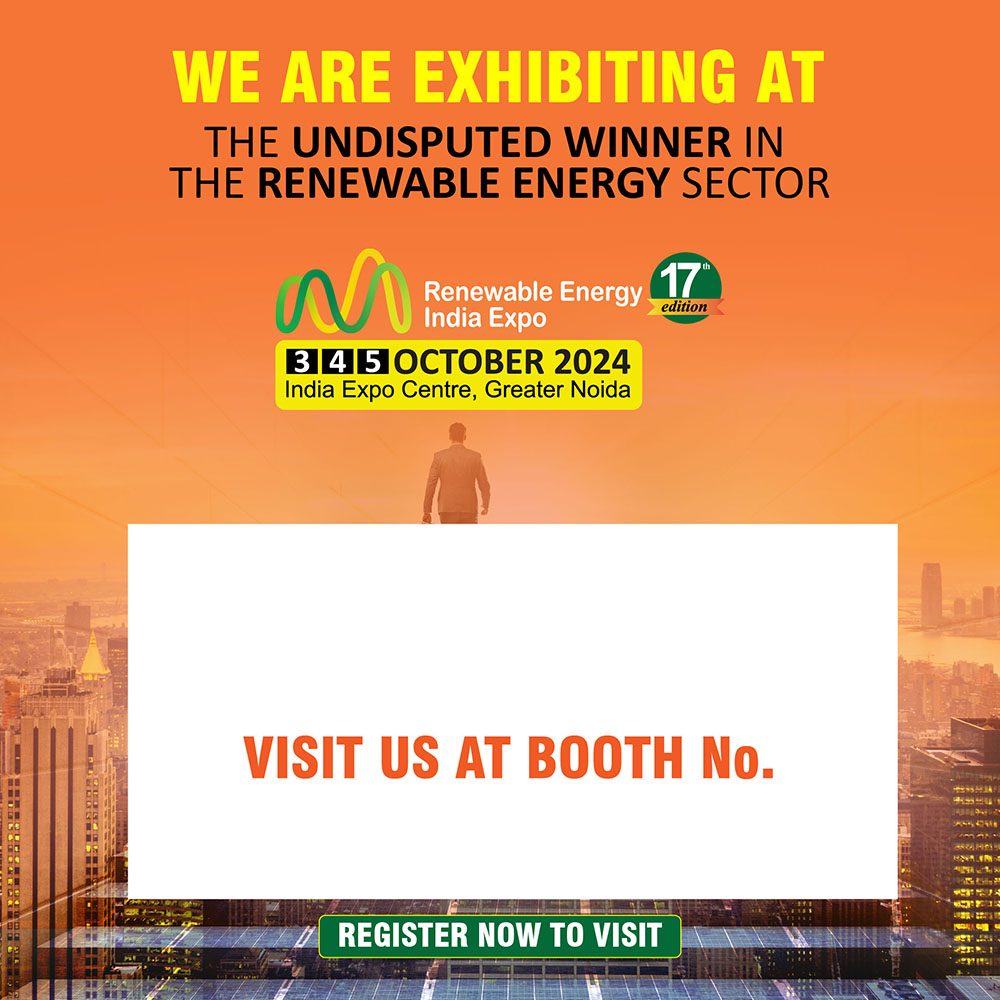 WE ARE EXHIBITING AT
THE UNDISPUTED WINNER IN
THE RENEWABLE ENERGY SECTOR
Renewable Energy
India Expo
17th
edition
3 4 5 OCTOBER 2024
India Expo Centre, Greater Noida
VISIT US AT BOOTH No.
REGISTER NOW TO VISIT